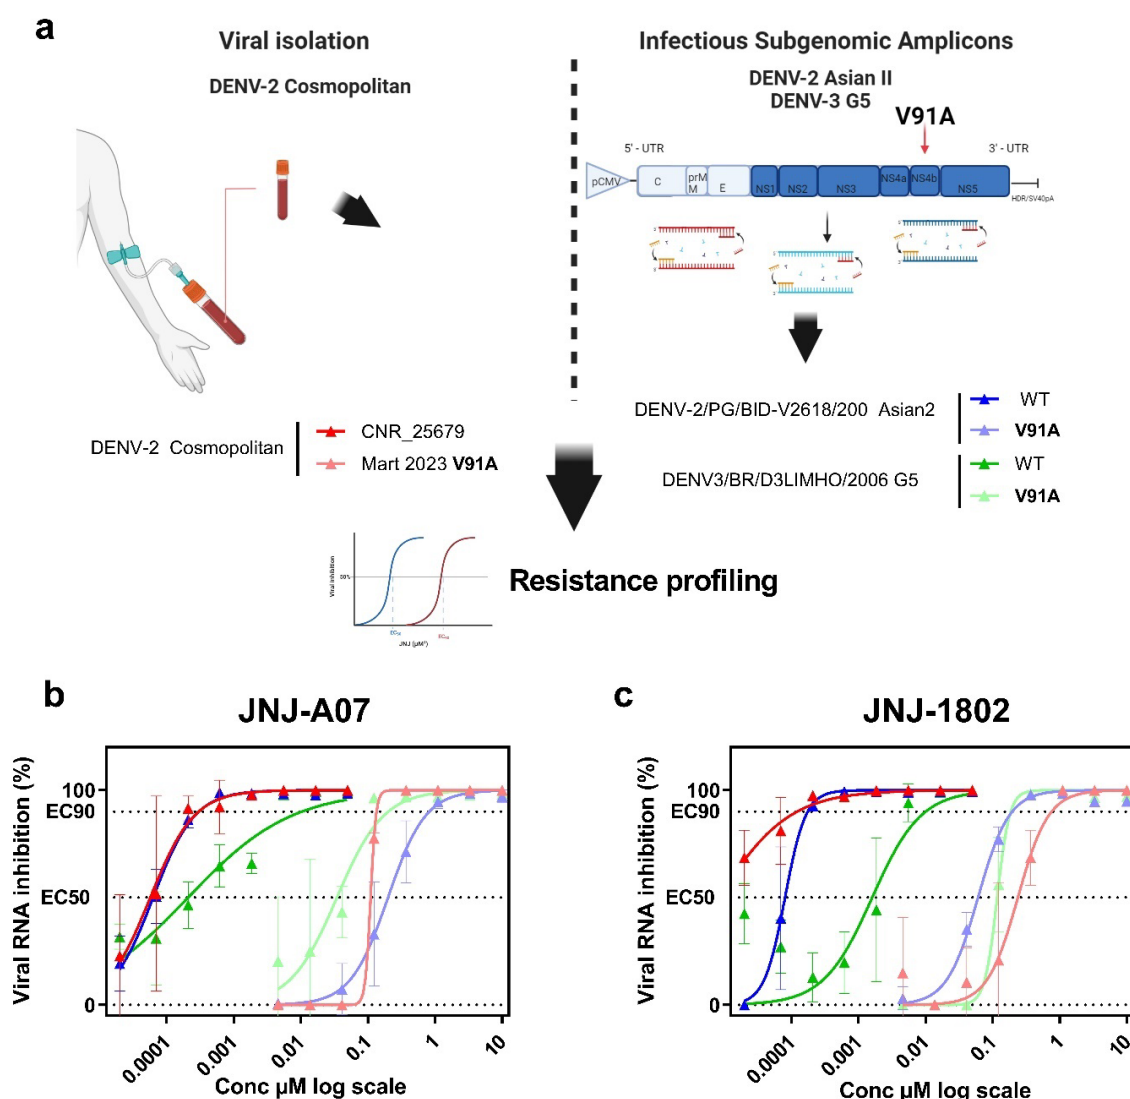 a
Viral isolation
DENV-2 Cosmopolitan
Infectious Subgenomic Amplicons
DENV-2 Asian II
DENV-3 G5
V91A
5' - UTR
3' - UTR
pCMV
C
prM
M
E
NS1
NS2
NS3
NS4a
NS4b
NS5
HDR/SV40pA
DENV-2 Cosmopolitan
CNR_25679
Mart 2023 V91A
DENV-2/PG/BID-V2618/200 Asian2
WT
V91A
DENV3/BR/D3LIMHO/2006 G5
WT
V91A
Viral Inhibition
50%
EC50
EC50
Resistance profiling
b
JNJ-A07
Viral RNA inhibition (%)
100
EC90
EC50
0
0.0001
0.001
0.01
0.1
1
10
Conc µM log scale
c
JNJ-1802
Viral RNA inhibition (%)
100
EC90
EC50
0
0.0001
0.001
0.01
0.1
1
10
Conc µM log scale